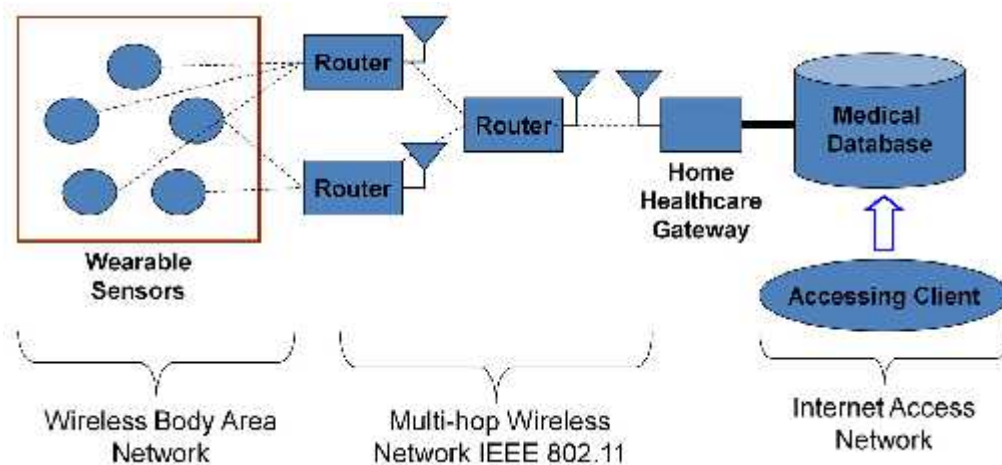 Router
Router
Router
Medical
Database
Home
Healthcare
Gateway
Wearable
Sensors
Accessing Client
Wireless Body Area
Network
Multi-hop Wireless
Network IEEE 802.11
Internet Access
Network